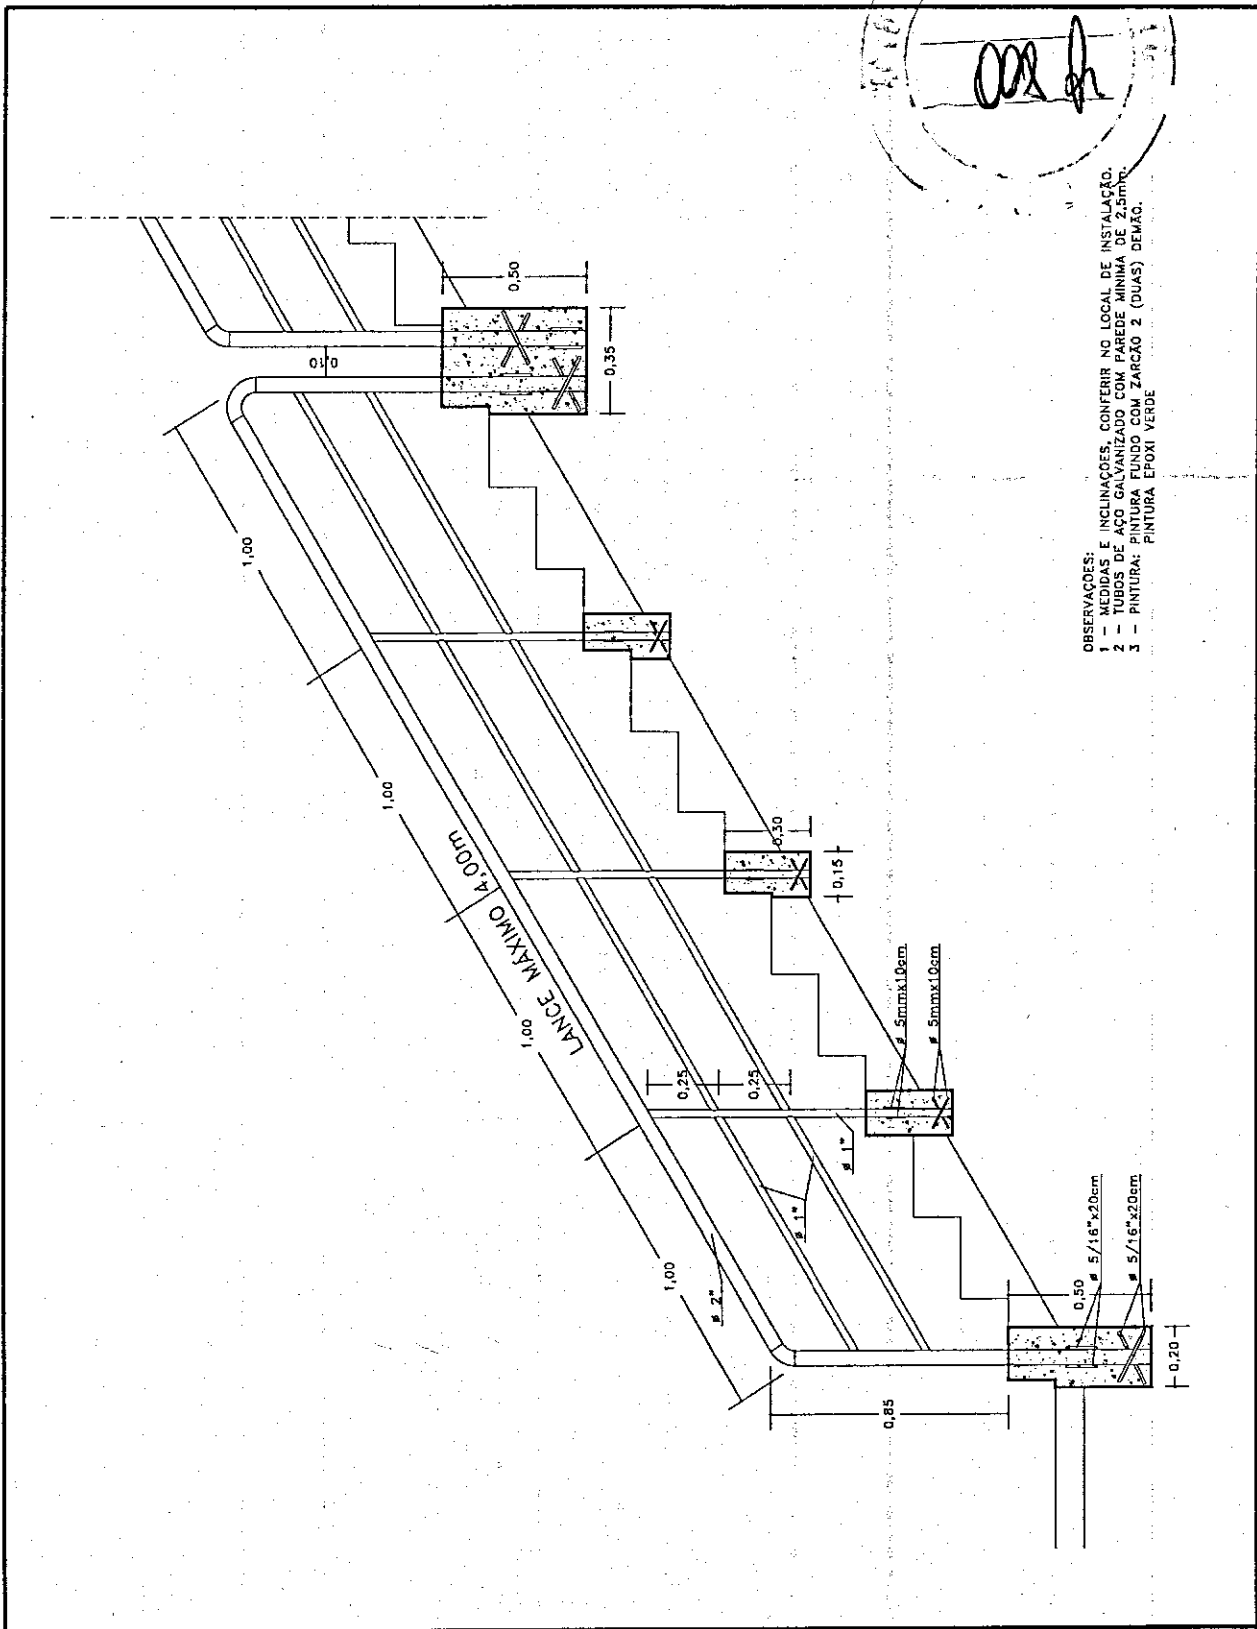 1,00
1,00
1,00
1,00
LANCE MÁXIMO 4,00m
0,10
0,50
0,35
0,30
0,15
0,25
0,25
ø 1"
ø 1"
ø 2"
ø 5mmx10cm
ø 5mmx10cm
0,85
0,50
ø 5/16"x20cm
ø 5/16"x20cm
0,20
OBSERVAÇÕES:
1 - MEDIDAS E INCLINAÇÕES, CONFERIR NO LOCAL DE INSTALAÇÃO.
2 - TUBOS DE AÇO GALVANIZADO COM PAREDE MINIMA DE 2,5mm.
3 - PINTURA: PINTURA FUNDO COM ZARCÃO 2 (DUAS) DEMÃO.
PINTURA EPOXI VERDE